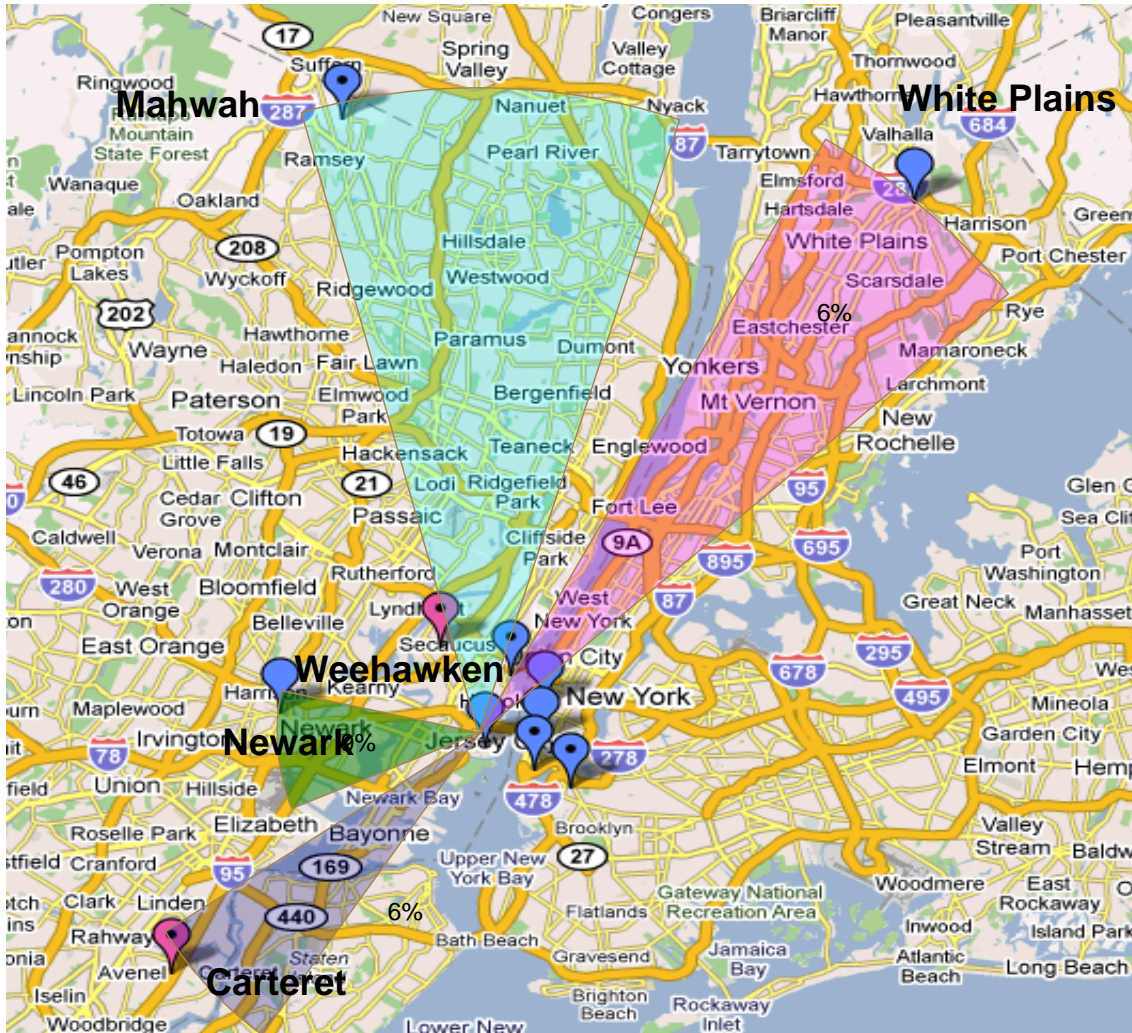 New Square
Congers
Briarcliff
Manor
Pleasantville
17
Suffern
Spring
Valley
Valley
Cottage
Thornwood
Ringwood
Mahwah
287
Nanuet
Nyack
Hawthorne
White Plains
Mountain
State Forest
Ramsey
Pearl River
87
Tarrytown
Valhalla
684
Wanaque
Elmsford
Oakland
Hartsdale
Harrison
Green
208
Hillsdale
White Plains
Port Chester
Pompton
Lakes
Wyckoff
Westwood
Scarsdale
Ridgewood
202
6%
Rye
Hawthorne
Eastchester
Wayne
Paramus
Dumont
Mamaroneck
Haledon
Fair Lawn
Yonkers
Larchmont
Lincoln Park
Paterson
Elmwood
Park
Bergenfield
Mt Vernon
New
Rochelle
Totowa
19
Teaneck
Englewood
Little Falls
Hackensack
46
21
Lodi
Ridgefield
Park
95
Glen
Cedar
Grove
Clifton
Passaic
Fort Lee
Sea Cliff
Caldwell
Cliffside
Park
9A
695
Verona
Montclair
895
Port
Washington
280
West
Orange
Bloomfield
Rutherford
West
New York
87
Great Neck
Manhasset
Belleville
Lyndhurst
East Orange
Secaucus
295
Weehawken
678
Kearny
New York
495
Mineola
Maplewood
Newark
Irvington
Newark
Jersey
278
Garden City
78
Union
Hillside
Newark Bay
478
Elmont
Elizabeth
Roselle Park
Bayonne
Brooklyn
Valley
Stream
Cranford
95
169
Upper New
York Bay
27
Woodmere
East
Rockaway
Clark
Linden
440
6%
Flatlands
Gateway National
Recreation Area
Inwood
Island Park
Rahway
Bath Beach
Gravesend
Jamaica
Bay
Atlantic
Beach
Long Beach
Avenel
Carteret
Staten
Carteret
Iselin
Brighton
Beach
Rockaway
Inlet
Woodbridge
Lower New